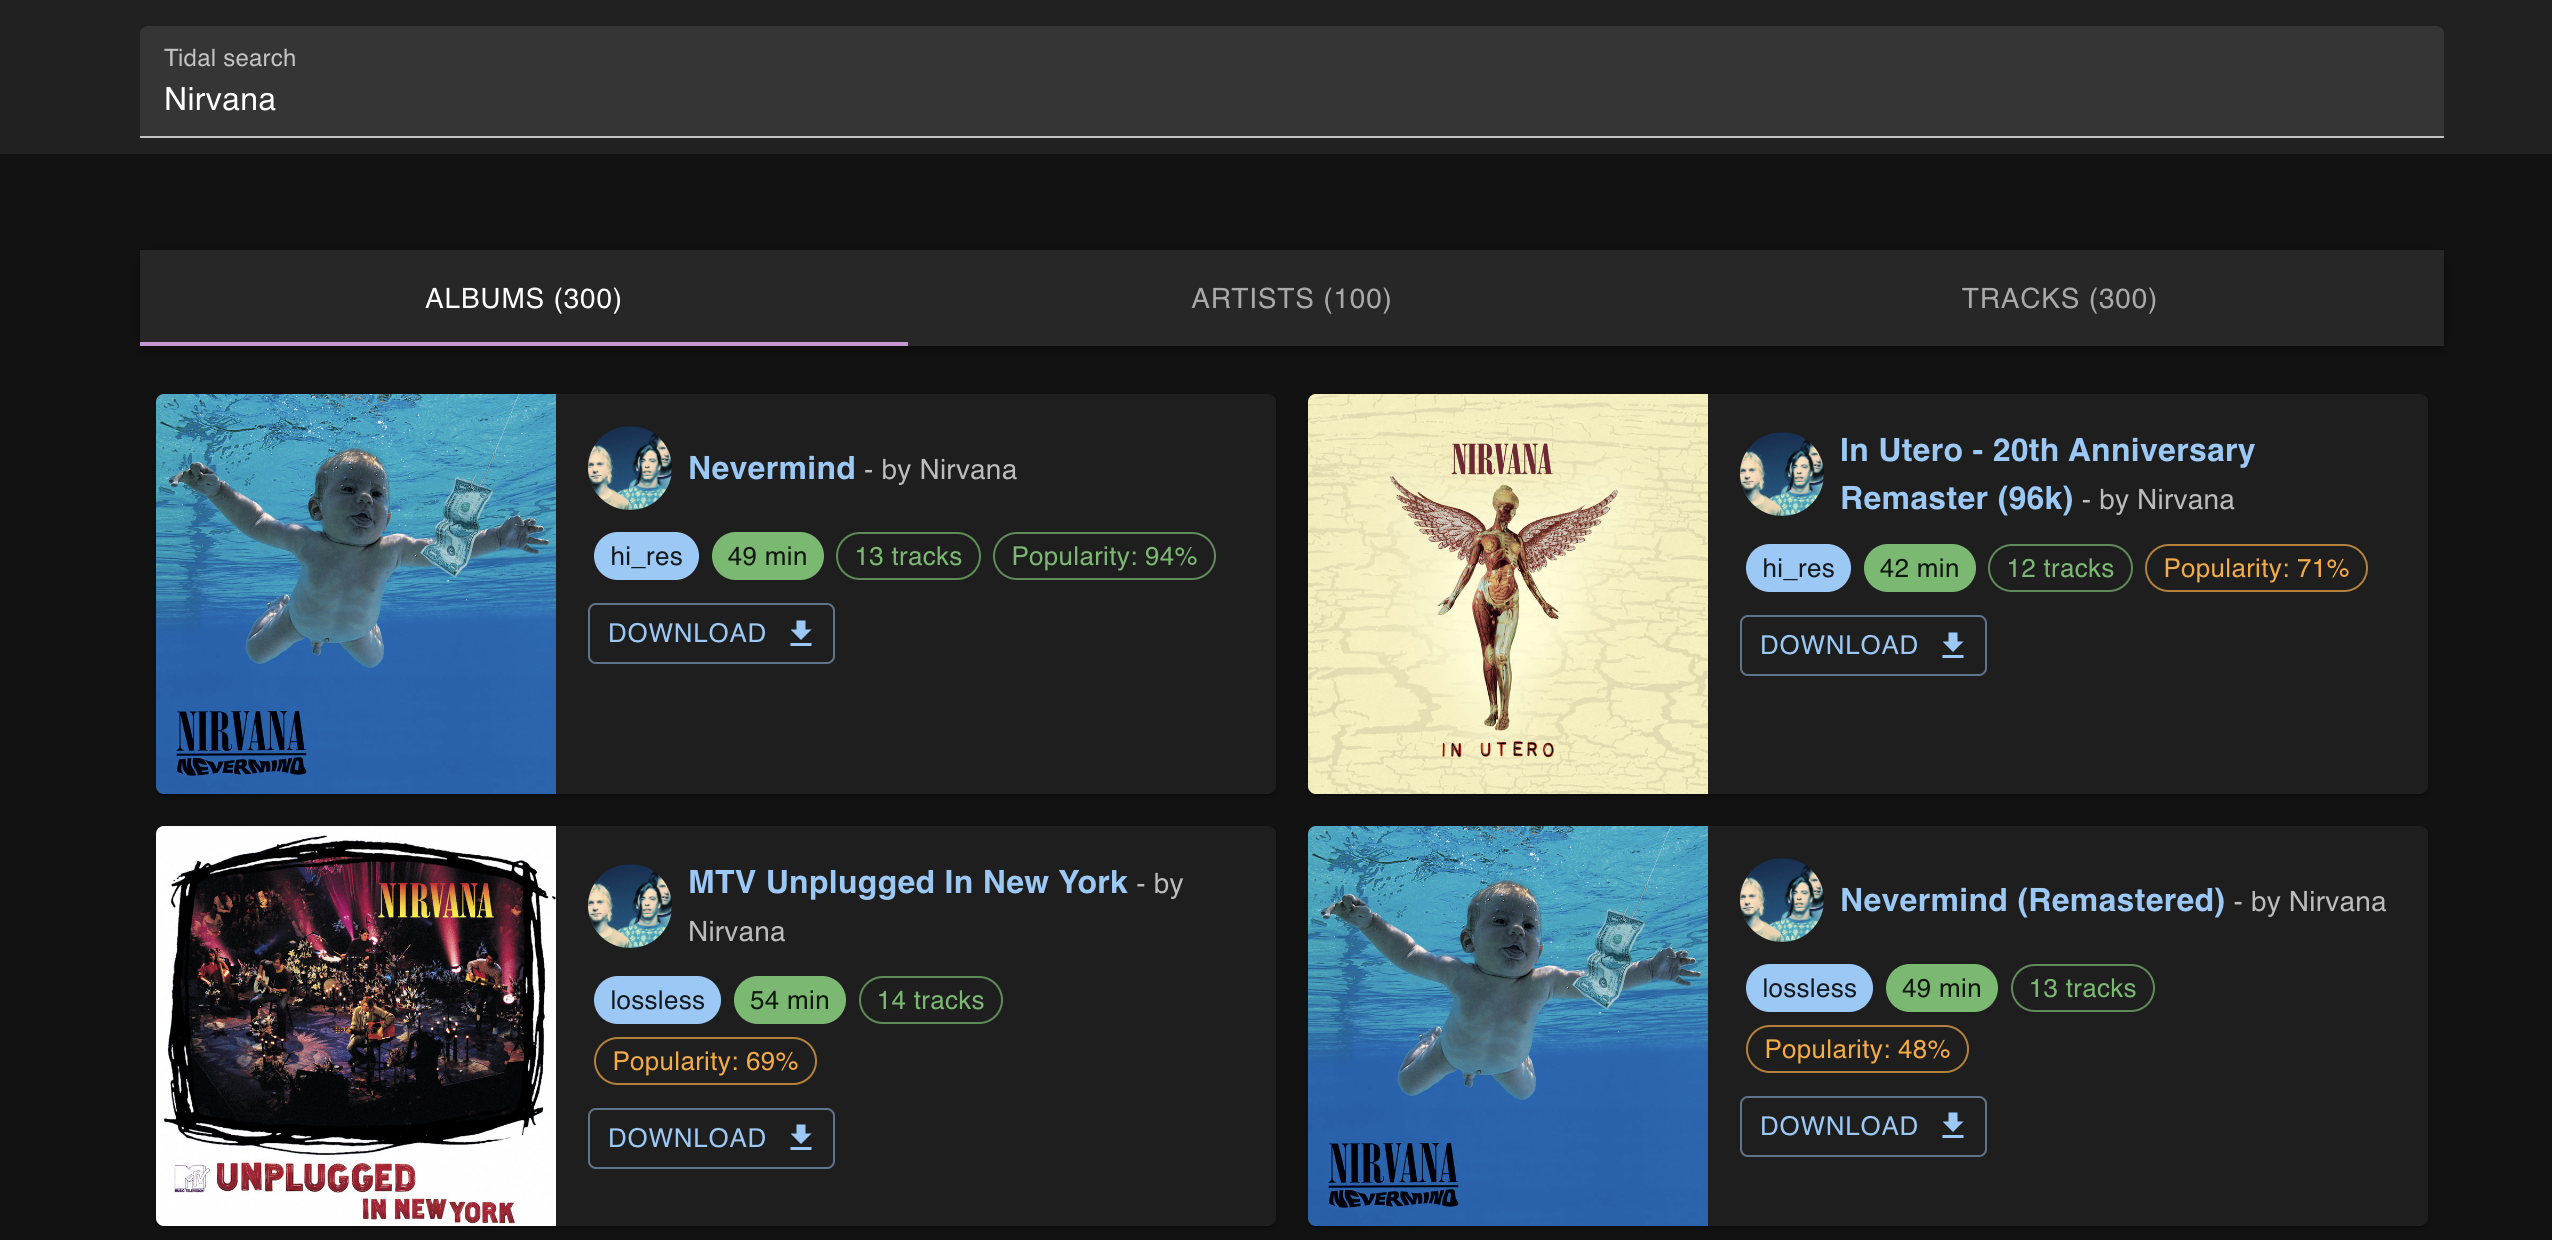 Tidal search
Nirvana
ALBUMS (300)
ARTISTS (100)
TRACKS (300)
NIRVANA
NEVERMIND
Nevermind - by Nirvana
hi_res
49 min
13 tracks
Popularity: 94%
DOWNLOAD
NIRVANA
IN UTERO
In Utero - 20th Anniversary
Remaster (96k) - by Nirvana
hi_res
42 min
12 tracks
Popularity: 71%
DOWNLOAD
NIRVANA
MTV UNPLUGGED
MUSIC TELEVISION
IN NEW YORK
MTV Unplugged In New York - by
Nirvana
lossless
54 min
14 tracks
Popularity: 69%
DOWNLOAD
NIRVANA
NEVERMIND
Nevermind (Remastered) - by Nirvana
lossless
49 min
13 tracks
Popularity: 48%
DOWNLOAD